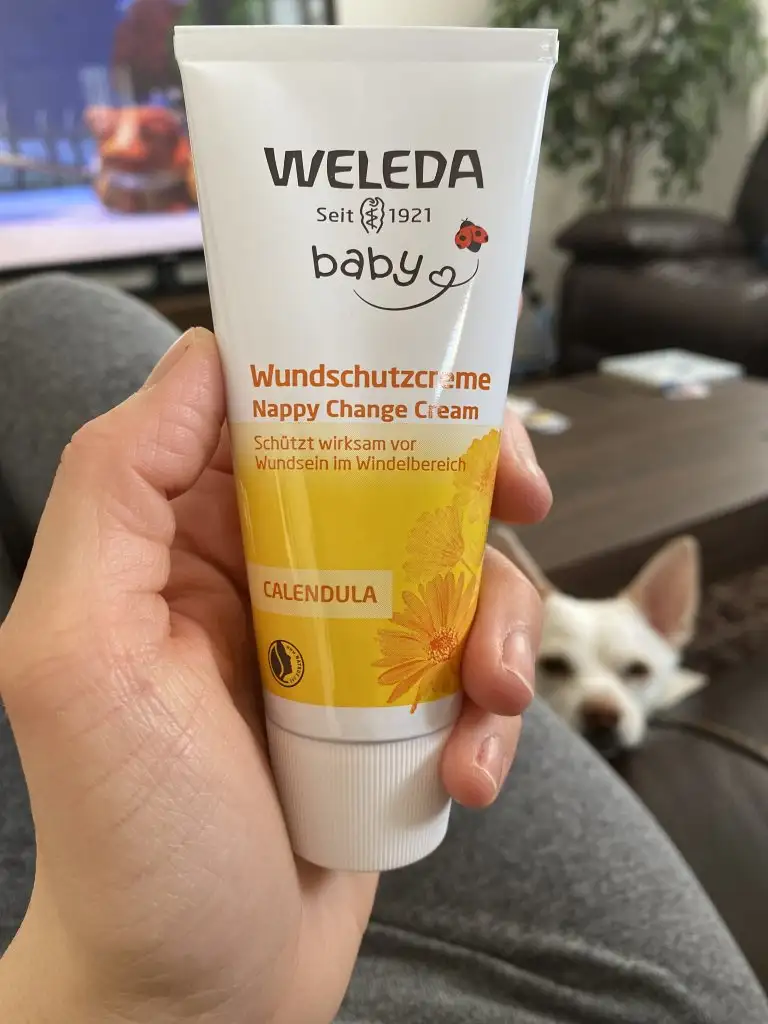 WELEDA
Seit 1921
baby
Wundschutzcreme
Nappy Change Cream
Schützt wirksam vor
Wundsein im Windelbereich
CALENDULA